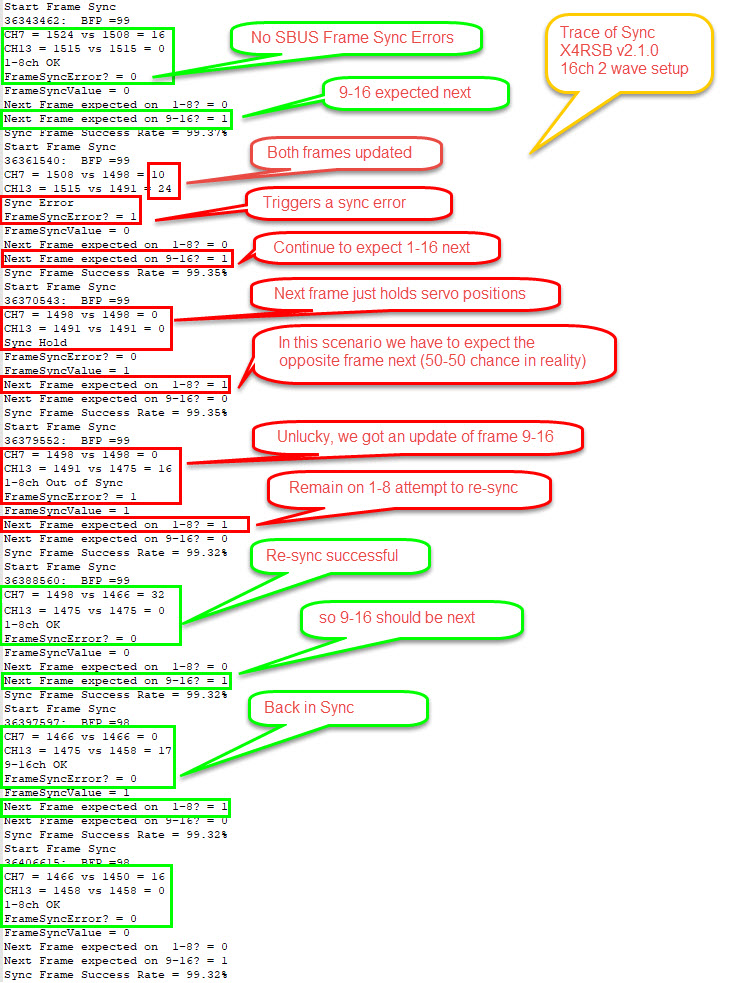 Start Frame Sync
36343462:  BFP =99
CH7 = 1524 vs 1508 = 16
CH13 = 1515 vs 1515 = 0
1-8ch OK
FrameSyncError? = 0
FrameSyncValue = 0
Next Frame expected on  1-8? = 0
Next Frame expected on 9-16? = 1
Sync Frame Success Rate = 99.37%
No SBUS Frame Sync Errors
9-16 expected next
Trace of Sync
X4RSB v2.1.0
16ch 2 wave setup
Start Frame Sync
36361540:  BFP =99
CH7 = 1508 vs 1498 = 10
CH13 = 1515 vs 1491 = 24
Sync Error
FrameSyncError? = 1
FrameSyncValue = 0
Next Frame expected on  1-8? = 0
Next Frame expected on 9-16? = 1
Sync Frame Success Rate = 99.35%
Both frames updated
Triggers a sync error
Continue to expect 1-16 next
Start Frame Sync
36370543:  BFP =99
CH7 = 1498 vs 1498 = 0
CH13 = 1491 vs 1491 = 0
Sync Hold
FrameSyncError? = 0
FrameSyncValue = 1
Next Frame expected on  1-8? = 1
Next Frame expected on 9-16? = 0
Sync Frame Success Rate = 99.35%
Next frame just holds servo positions
In this scenario we have to expect the
opposite frame next (50-50 chance in reality)
Start Frame Sync
36379552:  BFP =99
CH7 = 1498 vs 1498 = 0
CH13 = 1491 vs 1475 = 16
1-8ch Out of Sync
FrameSyncError? = 1
FrameSyncValue = 1
Next Frame expected on  1-8? = 1
Next Frame expected on 9-16? = 0
Sync Frame Success Rate = 99.32%
Unlucky, we got an update of frame 9-16
Remain on 1-8 attempt to re-sync
Start Frame Sync
36388560:  BFP=99
CH7 = 1498 vs 1466 = 32
CH13 = 1475 vs 1475 = 0
1-8ch OK
FrameSyncError? = 0
FrameSyncValue = 0
Next Frame expected on  1-8? = 0
Next Frame expected on 9-16? = 1
Sync Frame Success Rate = 99.32%
Re-sync successful
so 9-16 should be next
Start Frame Sync
36397597:  BFP =98
CH7 = 1466 vs 1466 = 0
CH13 = 1475 vs 1458 = 17
9-16ch OK
FrameSyncError? = 0
FrameSyncValue = 1
Next Frame expected on  1-8? = 1
Next Frame expected on 9-16? = 0
Sync Frame Success Rate = 99.32%
Back in Sync
Start Frame Sync
36406615:  BFP =98
CH7 = 1466 vs 1450 = 16
CH13 = 1458 vs 1458 = 0
1-8ch OK
FrameSyncError? = 0
FrameSyncValue = 0
Next Frame expected on  1-8? = 0
Next Frame expected on 9-16? = 1
Sync Frame Success Rate = 99.32%